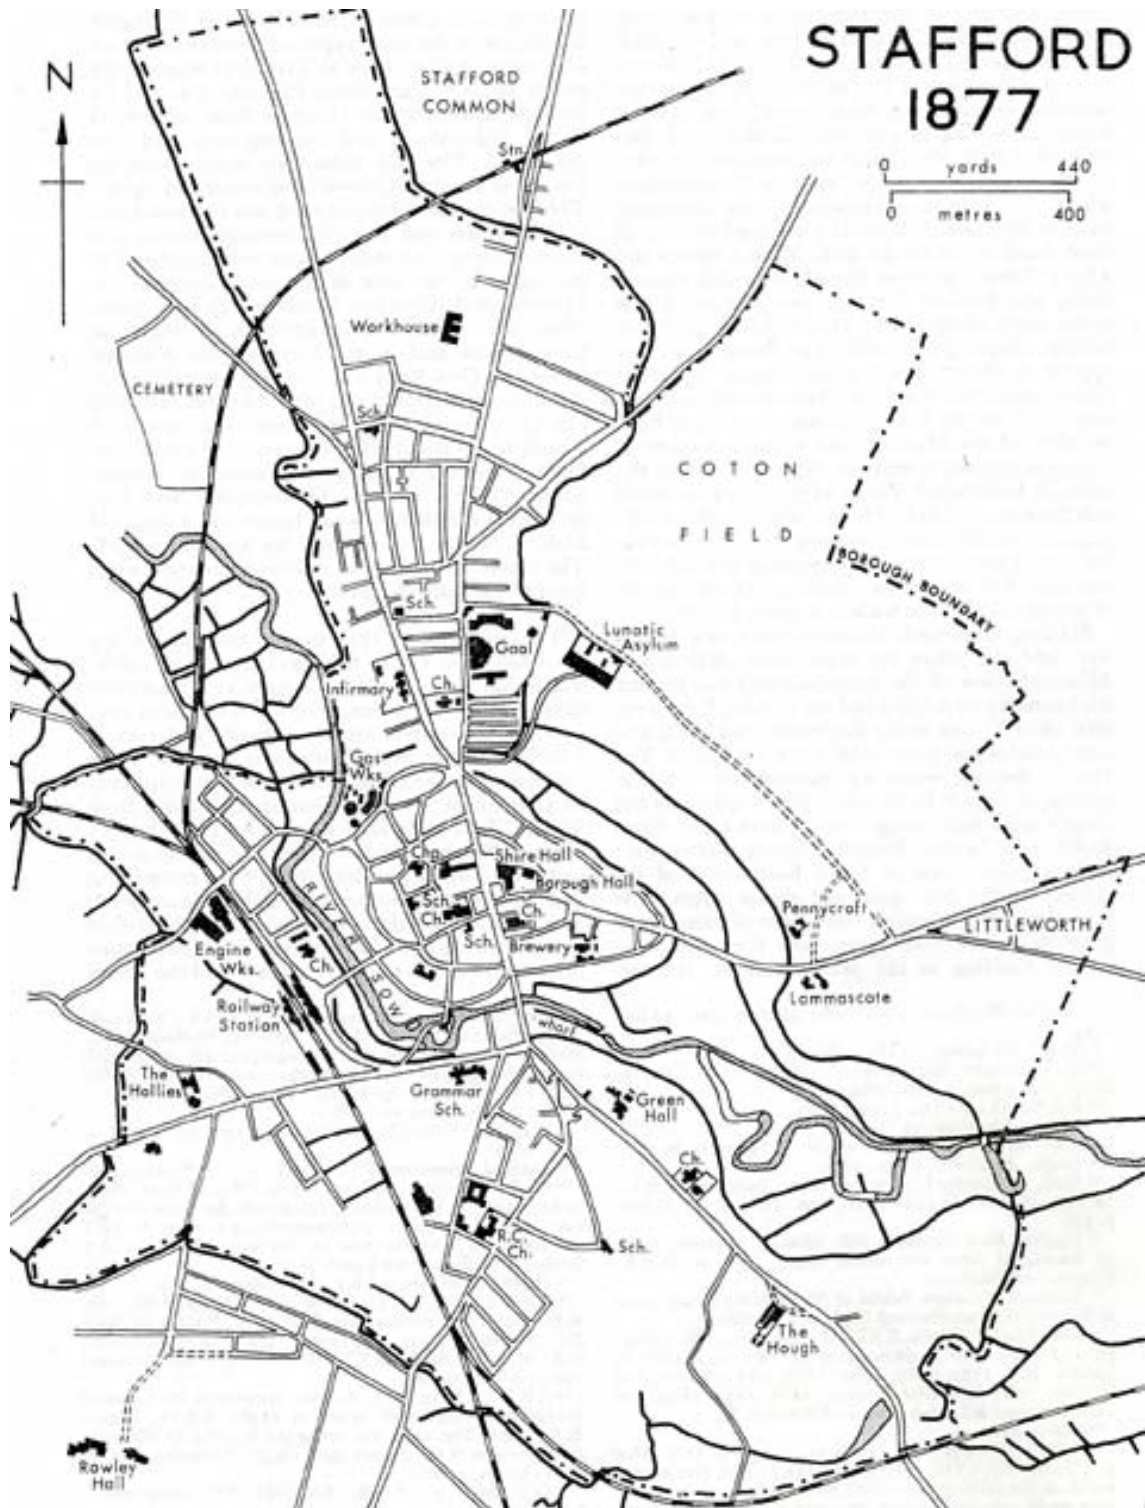 STAFFORD
1877
N
STAFFORD
COMMON
0 yards 440
0 metres 400
Stn.
Workhouse
CEMETERY
Sch.
COTON
FIELD
BOROUGH BOUNDARY
Sch.
Lunatic
Asylum
Gaol
Infirmary
Ch.
Gas
Wks.
Chs.
Shire Hall
Borough Hall
RIVER SOW
Sch.
Ch.
Ch.
Pennycroft
LITTLEWORTH
Sch.
Brewery
Engine
Wks.
Ch.
Lammascote
Railway
Station
Wharf
The
Hollies
Grammar
Sch.
Green
Hall
Ch.
R.C.
Ch.
Sch.
The
Hough
Rowley
Hall